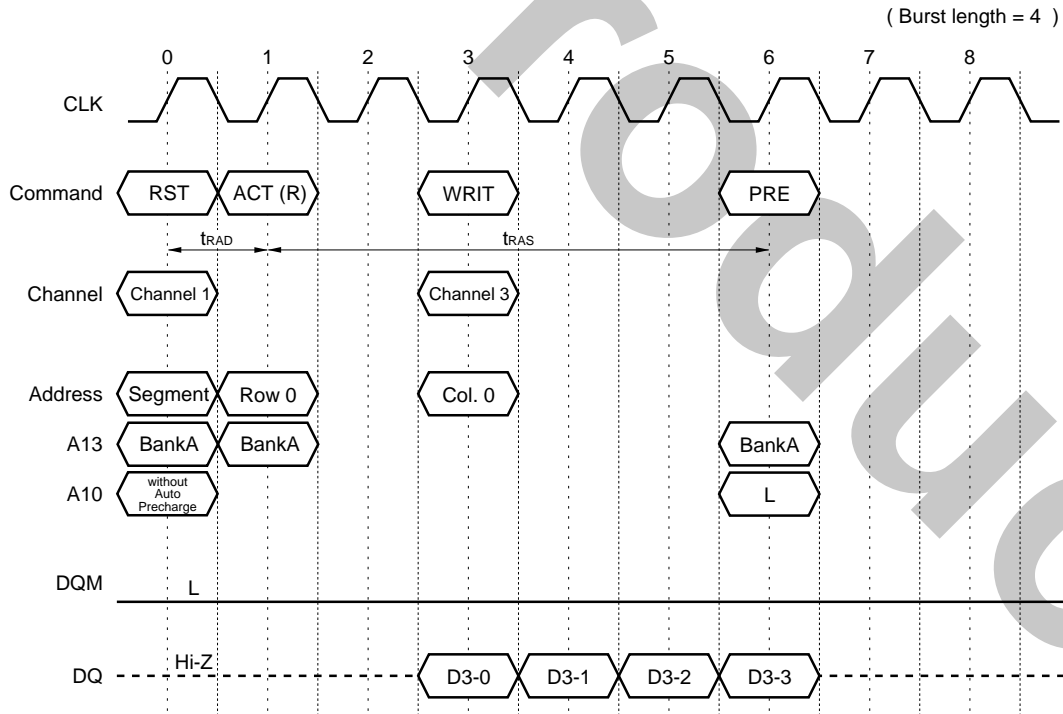 ( Burst length = 4 )
0 1 2 3 4 5 6 7 8
CLK
Command RST ACT (R) WRIT PRE
tRAD tRAS
Channel Channel 1 Channel 3
Address Segment Row 0 Col. 0
A13 BankA BankA BankA
A10 without Auto Precharge L
DQM L
DQ Hi-Z D3-0 D3-1 D3-2 D3-3
roduc